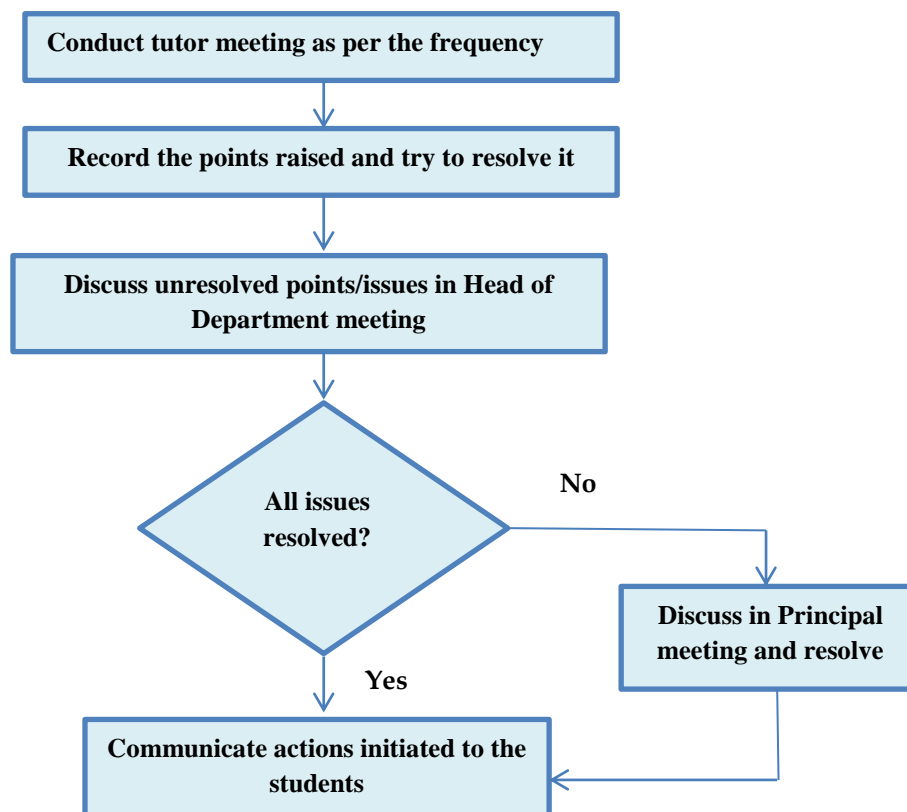 Conduct tutor meeting as per the frequency
Record the points raised and try to resolve it
Discuss unresolved points/issues in Head of
Department meeting
All issues
resolved?
No
Discuss in Principal
meeting and resolve
Yes
Communicate actions initiated to the
students